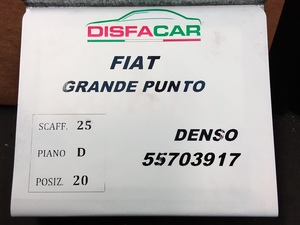 DISFACAR
FIAT
GRANDE PUNTO
SCAFF. 25
PIANO D
POSIZ. 20
DENSO
55703917